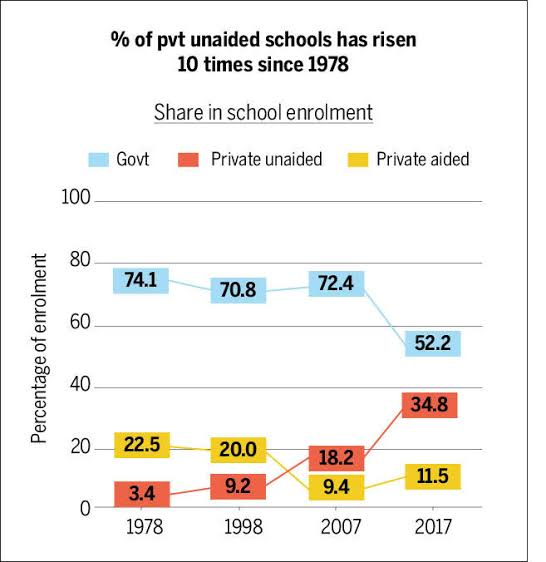 % of pvt unaided schools has risen
10 times since 1978
Share in school enrolment
Govt Private unaided Private aided
Percentage of enrolment
100
80
60
40
20
0
74.1 70.8 72.4 52.2
22.5 20.0 9.4 11.5
3.4 9.2 18.2 34.8
1978 1998 2007 2017